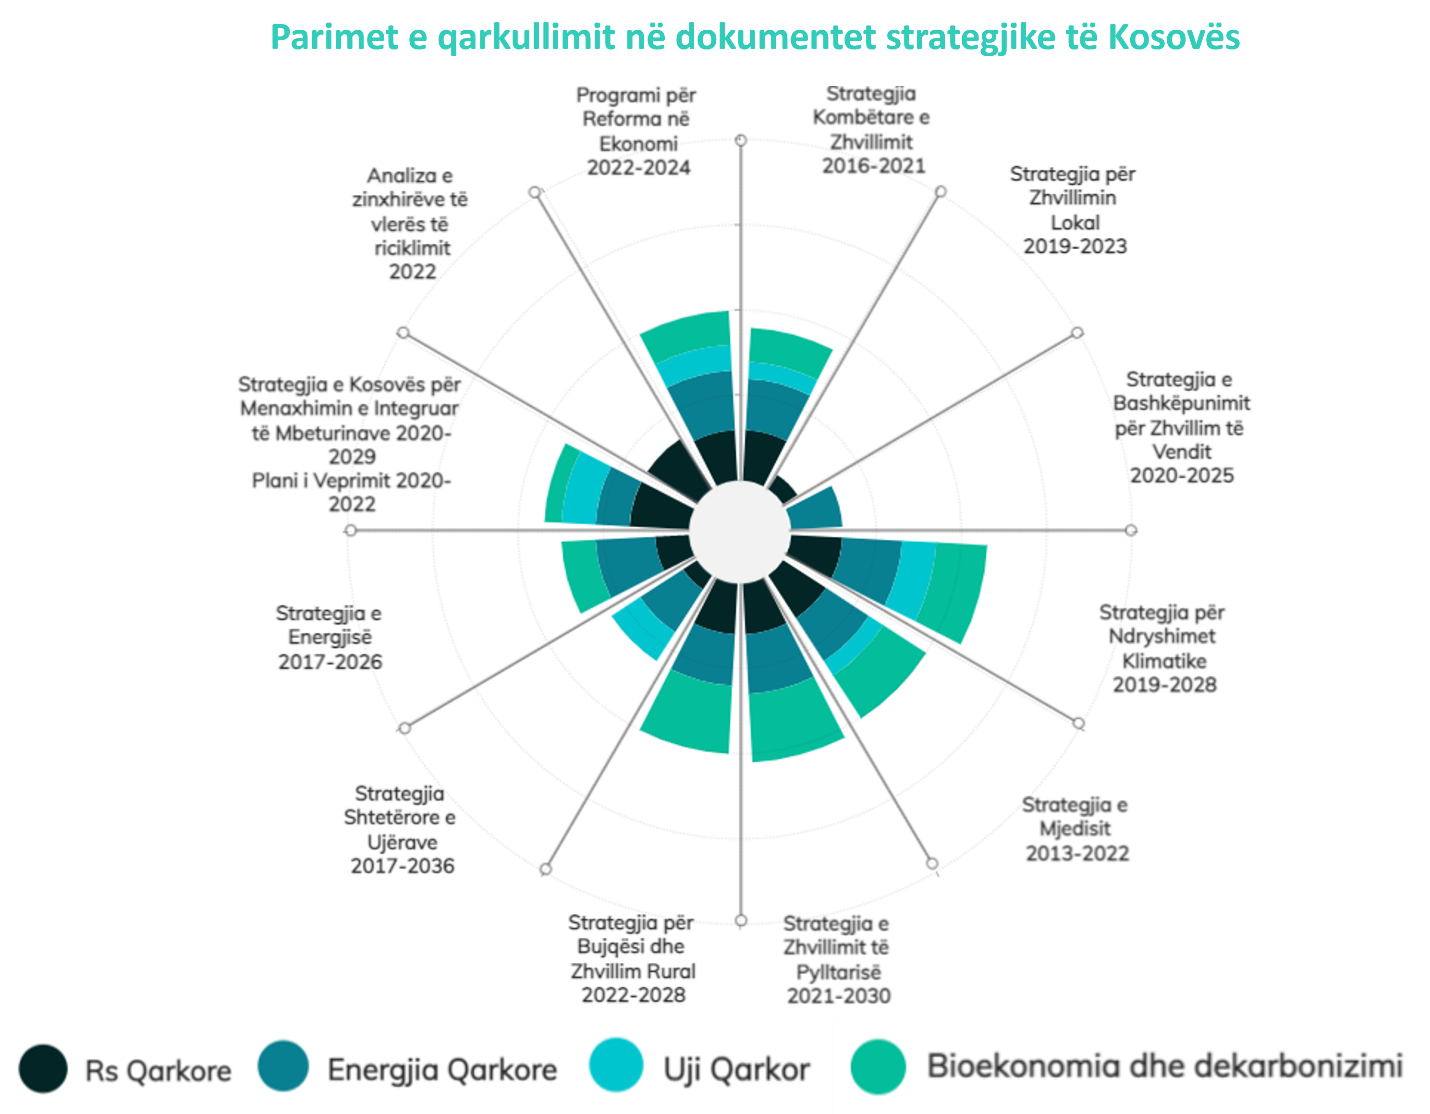 Parimet e qarkullimit në dokumentet strategjike të Kosovës
Programi për
Reforma në
Ekonomi
2022-2024
Strategjia
Kombëtare e
Zhvillimit
2016-2021
Strategjia për
Zhvillimin
Lokal
2019-2023
Strategjia e
Bashkëpunimit
për Zhvillim të
Vendit
2020-2025
Strategjia për
Ndryshimet
Klimatike
2019-2028
Strategjia e
Mjedisit
2013-2022
Strategjia e
Zhvillimit të
Pylltarisë
2021-2030
Strategjia për
Bujqësi dhe
Zhvillim Rural
2022-2028
Strategjia
Shtetërore e
Ujërave
2017-2036
Strategjia e
Energjisë
2017-2026
Strategjia e Kosovës për
Menaxhimin e Integruar
të Mbeturinave 2020-
2029
Plani i Veprimit 2020-
2022
Analiza e
zinxhirëve të
vlerës të
riciklimit
2022
Rs Qarkore
Energjia Qarkore
Uji Qarkor
Bioekonomia dhe dekarbonizimi